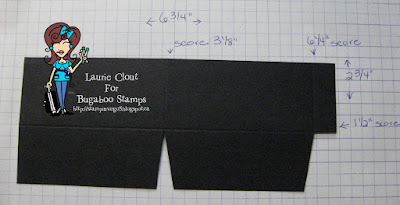 6 3/4"
score 3 1/8"
6 1/4" score
2 3/4"
1 1/2" score
Laurie Clout
For
Bugaboo Stamps